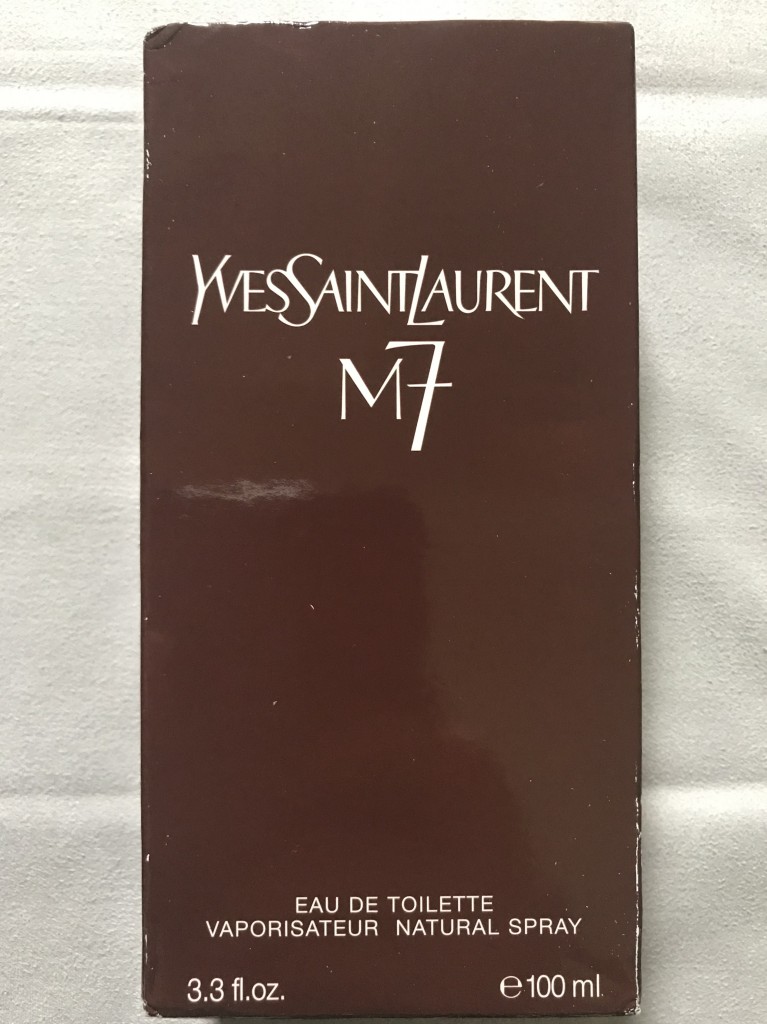 YVESSAINTLAURENT
M7
EAU DE TOILETTE
VAPORISATEUR NATURAL SPRAY
3.3 fl.oz. ℮100 ml